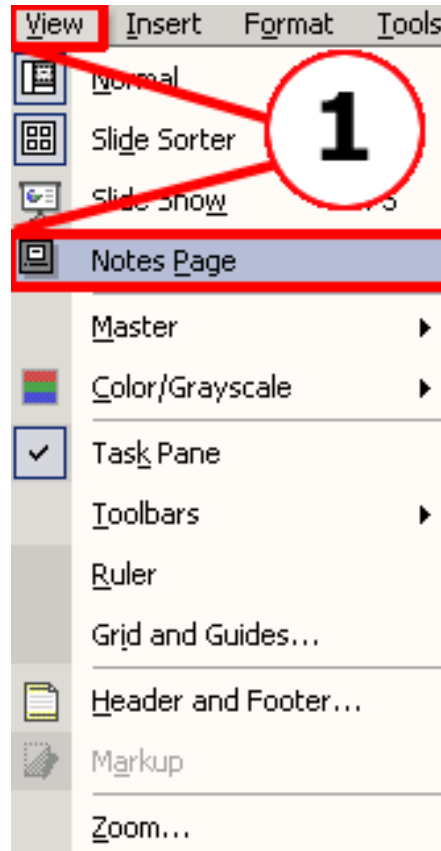 View Insert Format Tools
Normal
1
Slide Sorter
Slide Show
Notes Page
Master
Color/Grayscale
Task Pane
Toolbars
Ruler
Grid and Guides...
Header and Footer...
Markup
Zoom...